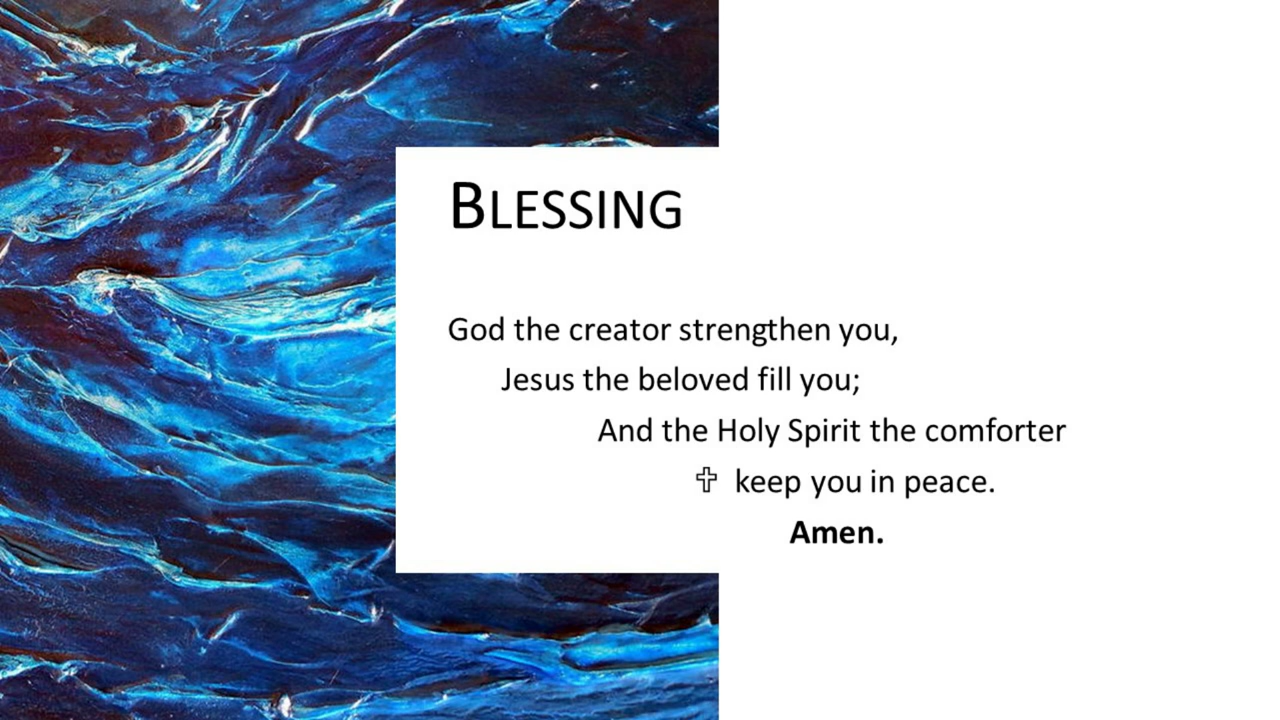 BLESSING
God the creator strengthen you,
Jesus the beloved fill you;
And the Holy Spirit the comforter
✞ keep you in peace.
Amen.